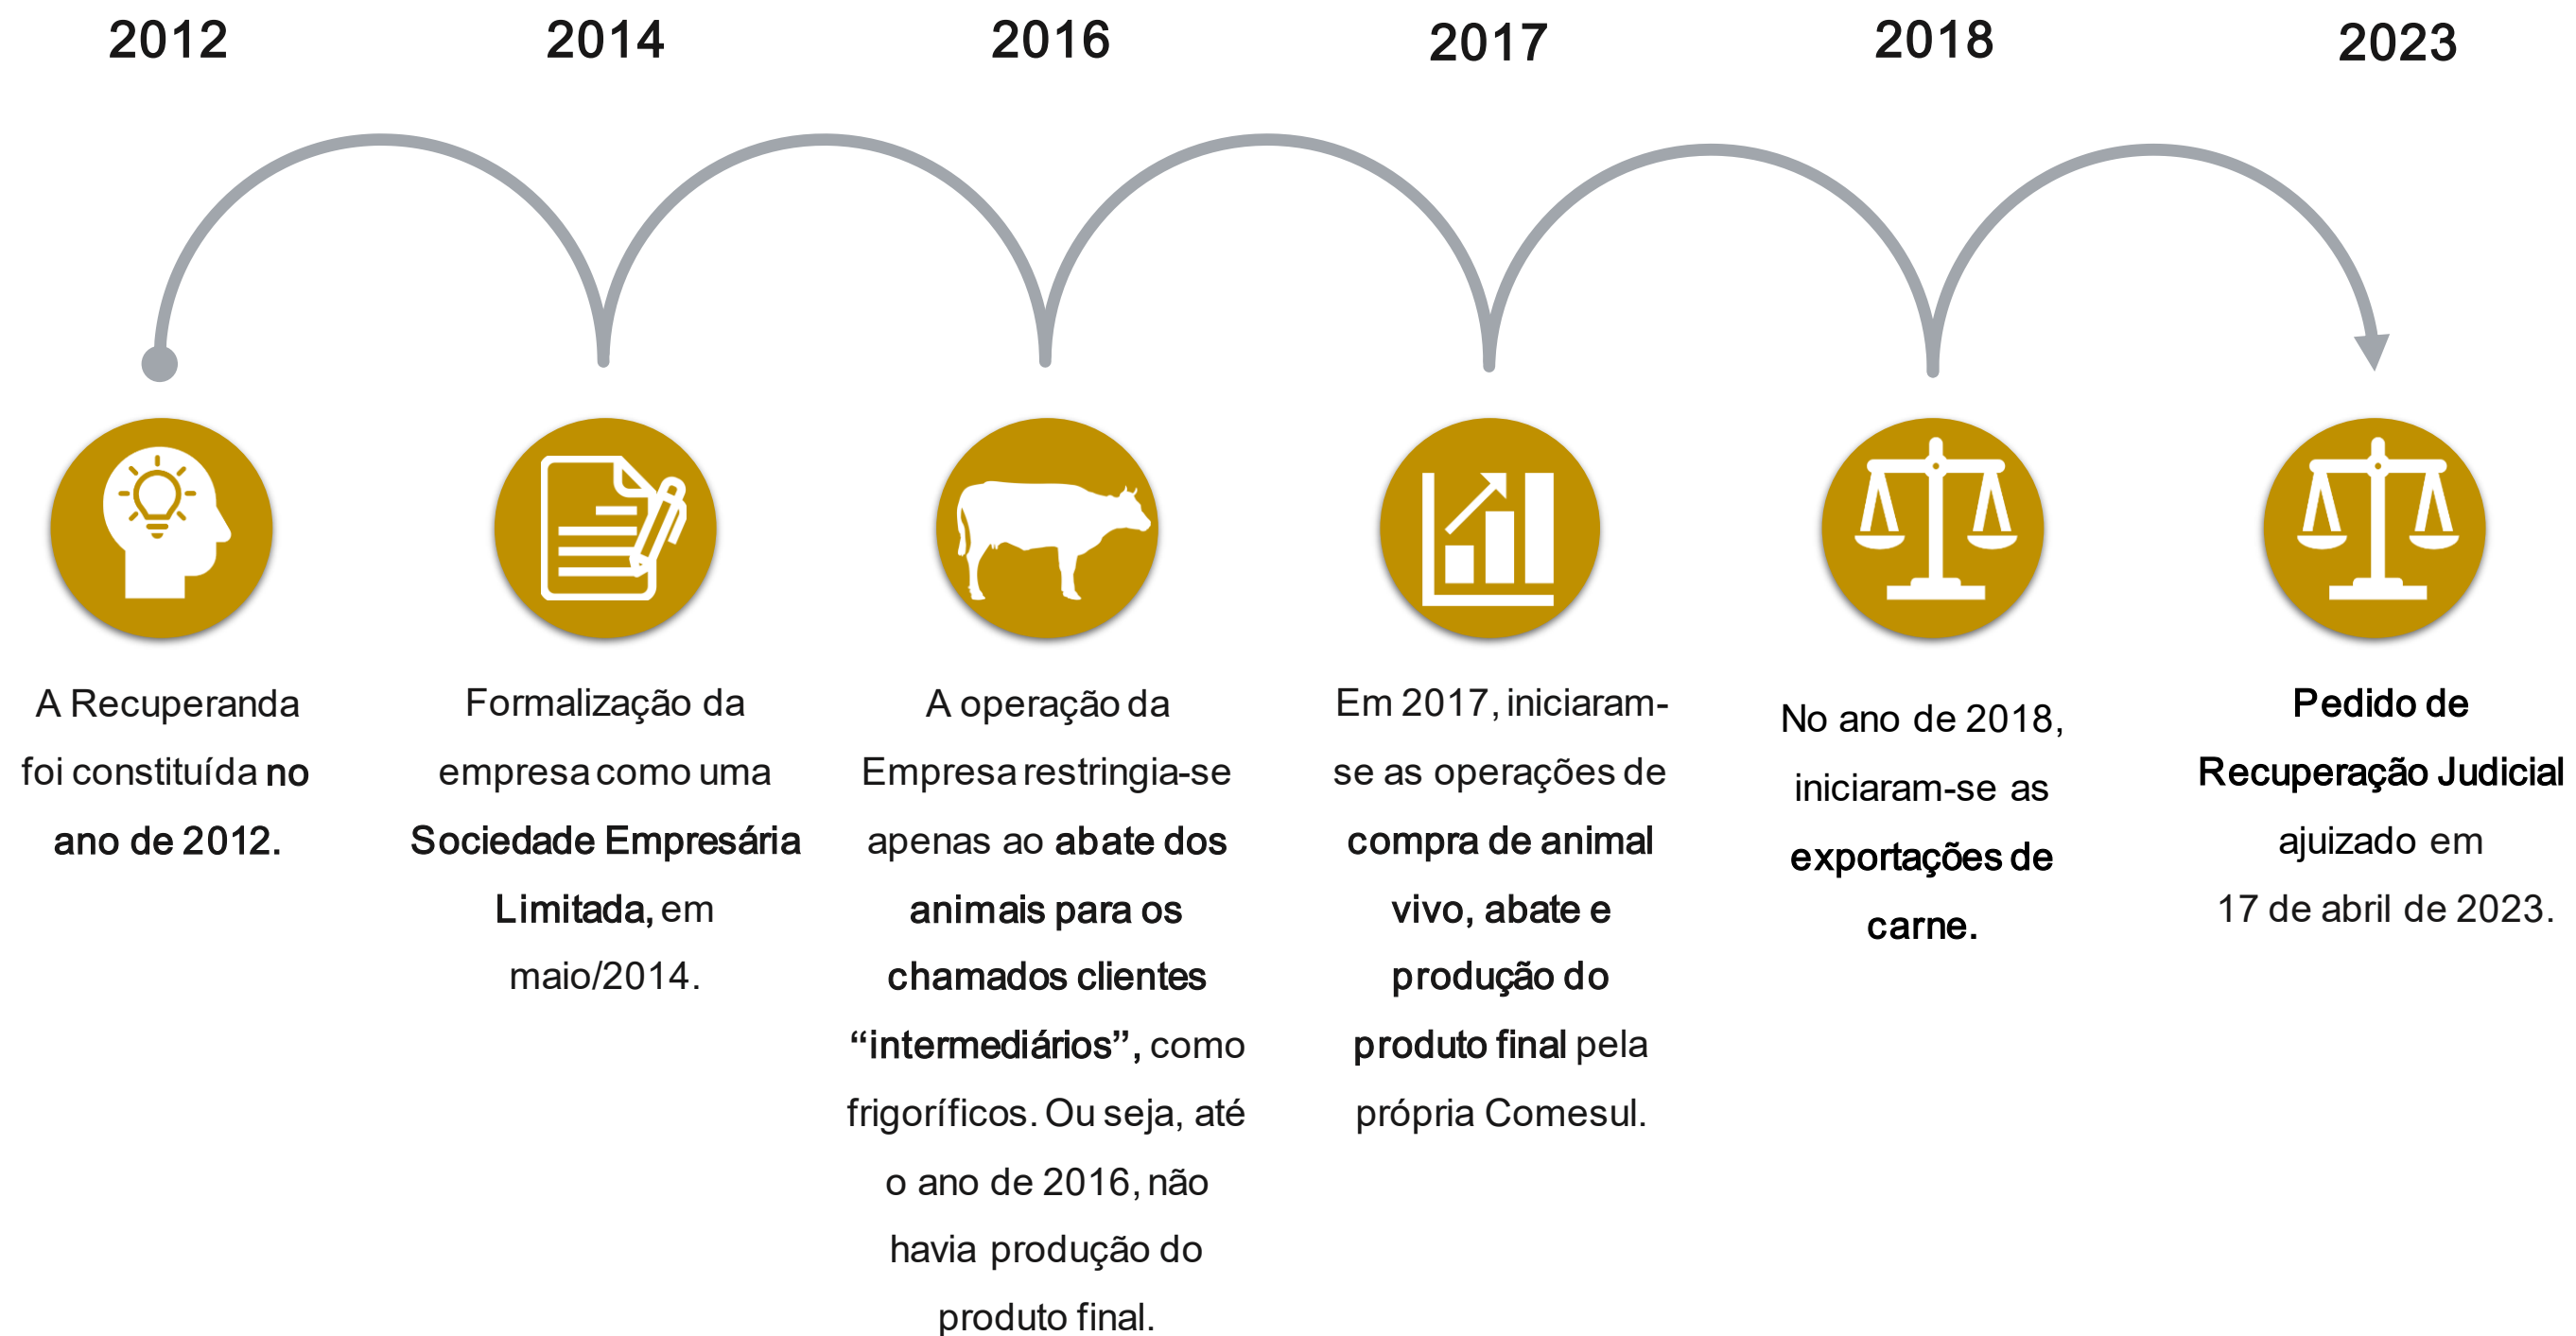 2012
2014
2016
2017
2018
2023
A Recuperanda
foi constituída no
ano de 2012.
Formalização da
empresa como uma
Sociedade Empresária
Limitada, em
maio/2014.
A operação da
Empresa restringia-se
apenas ao abate dos
animais para os
chamados clientes
“intermediários”, como
frigoríficos. Ou seja, até
o ano de 2016, não
havia produção do
produto final.
Em 2017, iniciaram-
se as operações de
compra de animal
vivo, abate e
produção do
produto final pela
própria Comesul.
No ano de 2018,
iniciaram-se as
exportações de
carne.
Pedido de
Recuperação Judicial
ajuizado em
17 de abril de 2023.